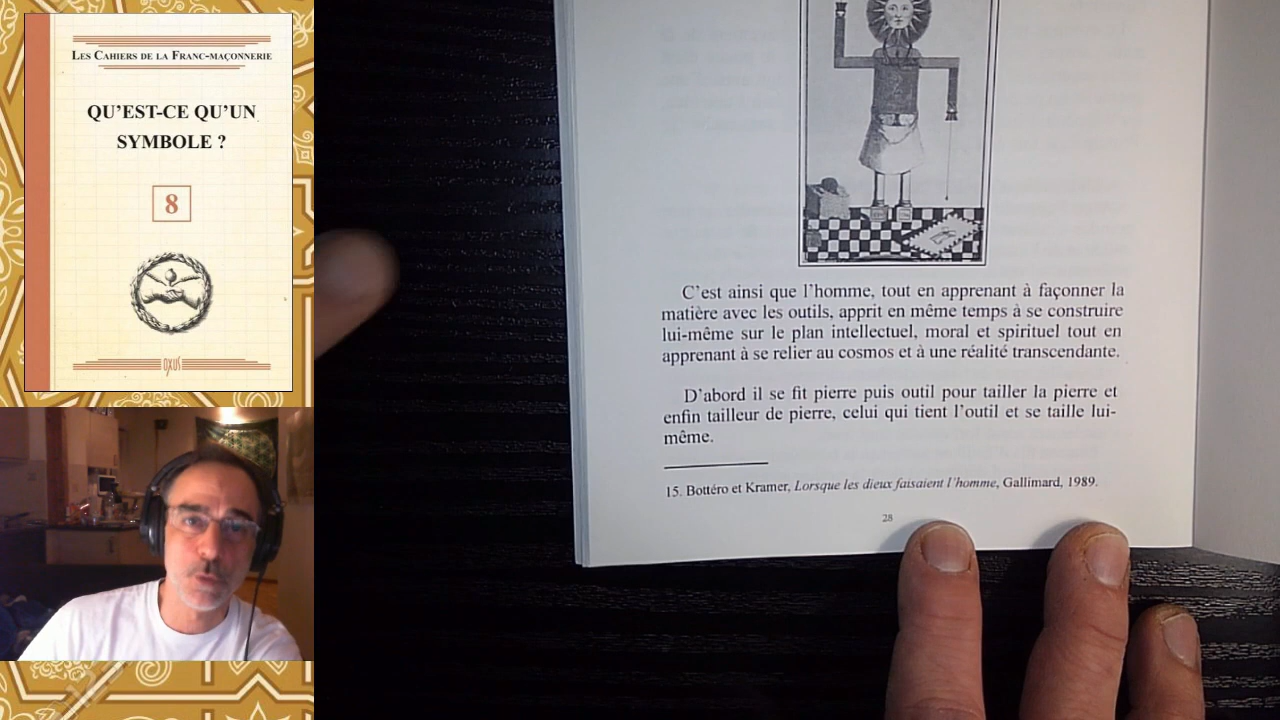 LES CAHIERS DE LA FRANC-MAÇONNERIE
QU'EST-CE QU'UN
SYMBOLE ?
8
OXUS
C'est ainsi que l'homme, tout en apprenant à façonner la
matière avec les outils, apprit en même temps à se construire
lui-même sur le plan intellectuel, moral et spirituel tout en
apprenant à se relier au cosmos et à une réalité transcendante.
D'abord il se fit pierre puis outil pour tailler la pierre et
enfin tailleur de pierre, celui qui tient l'outil et se taille lui-
même.
15. Bottéro et Kramer, Lorsque les dieux faisaient l'homme, Gallimard, 1989.
28